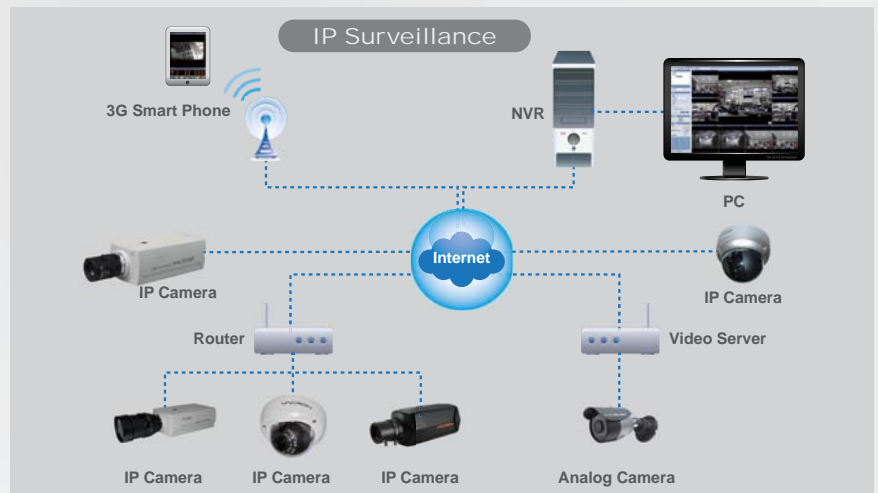 IP Surveillance
3G Smart Phone
NVR
PC
Internet
IP Camera
IP Camera
Router
Video Server
IP Camera
IP Camera
IP Camera
Analog Camera